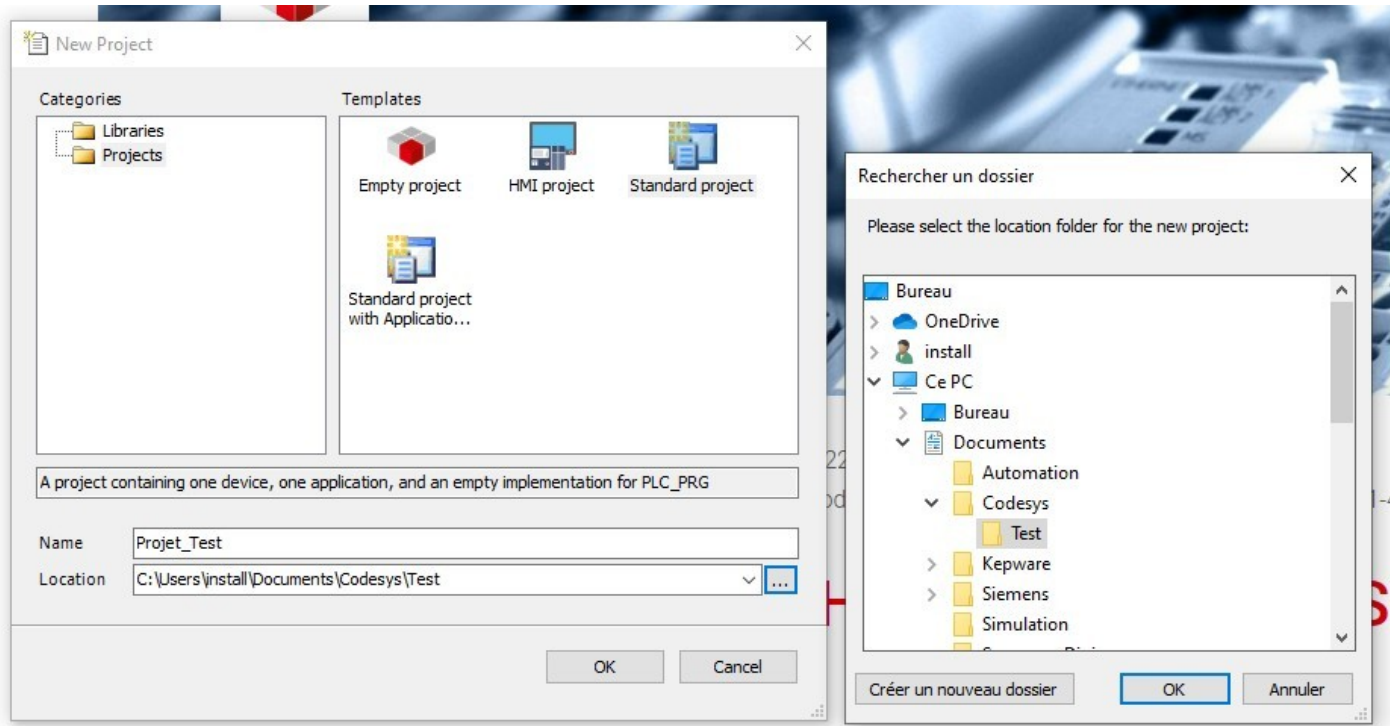 New Project
Categories
Libraries
Projects
Templates
Empty project
HMI project
Standard project
Standard project
with Applicatio...
A project containing one device, one application, and an empty implementation for PLC_PRG
Name
Projet_Test
Location
C:\Users\install\Documents\Codesys\Test
...
OK
Cancel
Rechercher un dossier
Please select the location folder for the new project:
Bureau
OneDrive
install
Ce PC
Bureau
Documents
Automation
Codesys
Test
Kepware
Siemens
Simulation
Créer un nouveau dossier
OK
Annuler